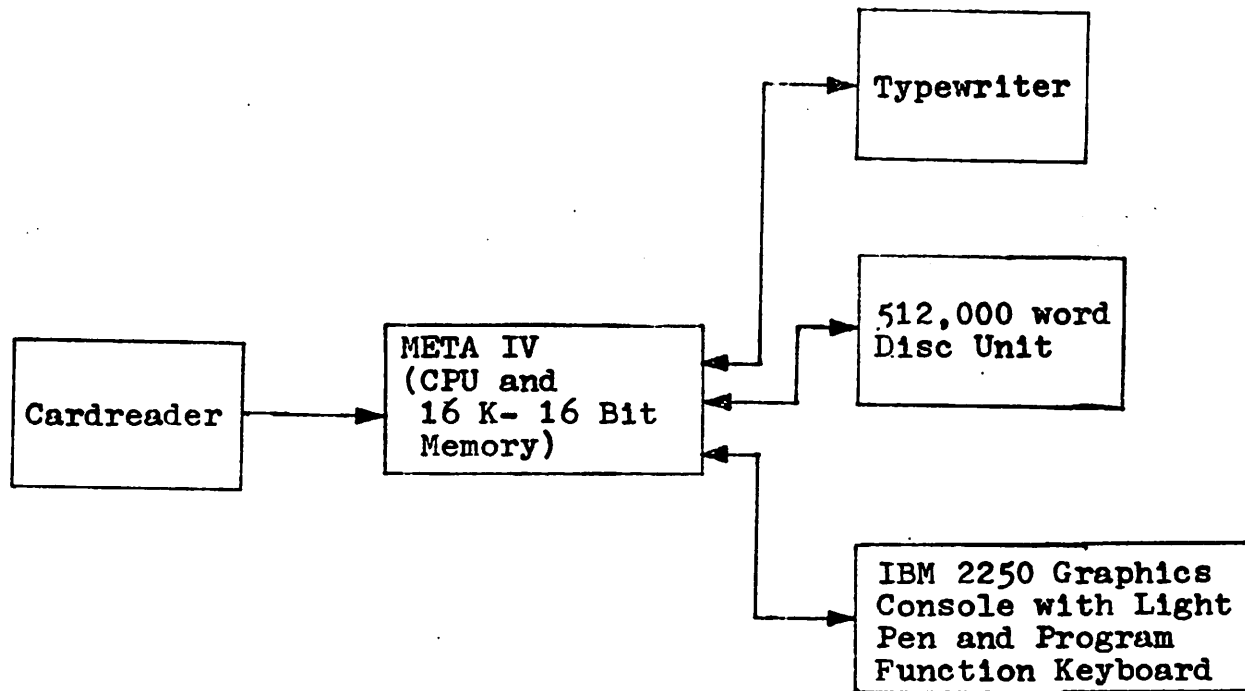 Typewriter
512,000 word
Disc Unit
Cardreader
META IV
(CPU and
16 K- 16 Bit
Memory)
IBM 2250 Graphics
Console with Light
Pen and Program
Function Keyboard